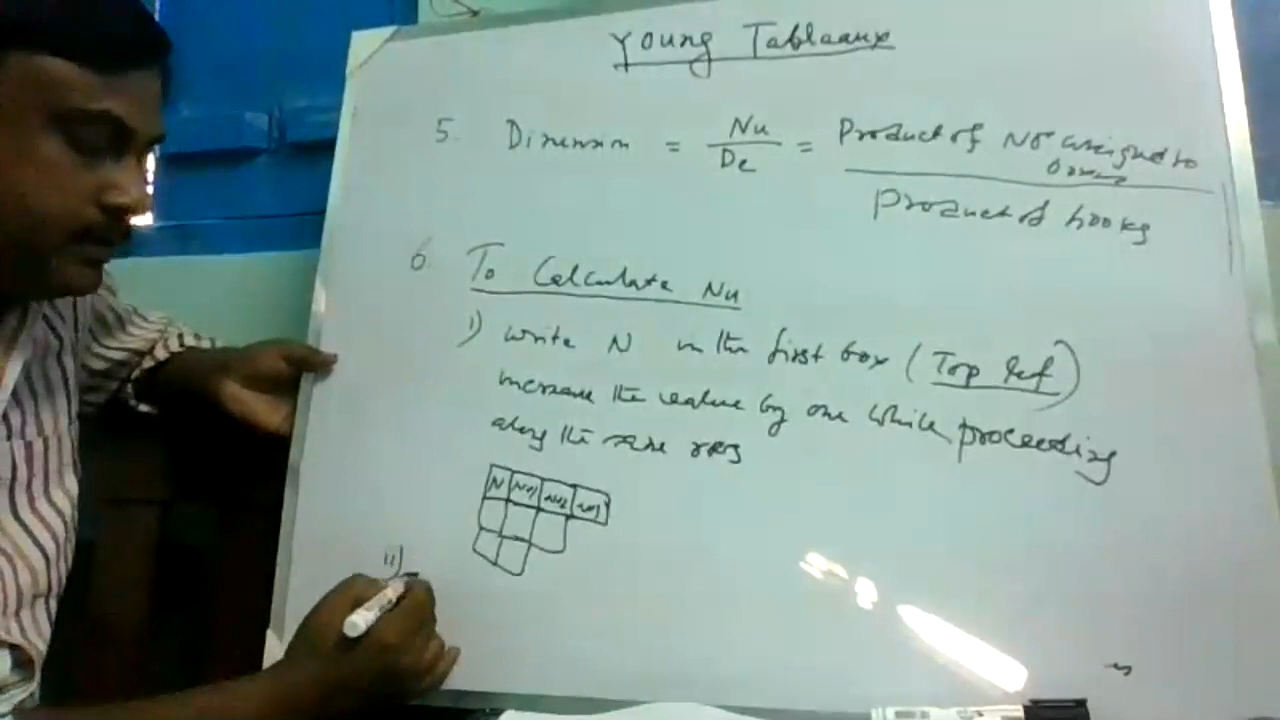 Young Tablaaux
5. Dimension = Nu / De = Product of Nos assigned to boxes / Product of hooks
6. To Calculate Nu
i) write N in the first box (Top left)
increase the value by one while proceeding
along the same row
N N+1 N+2 N+3
ii)